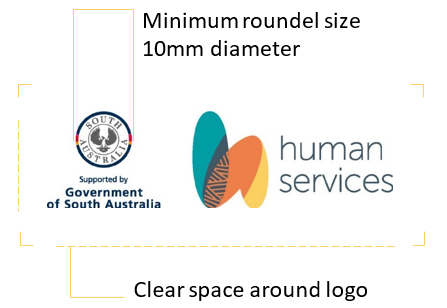 Minimum roundel size
10mm diameter
SOUTH
AUSTRALIA
Supported by
Government
of South Australia
human
services
Clear space around logo